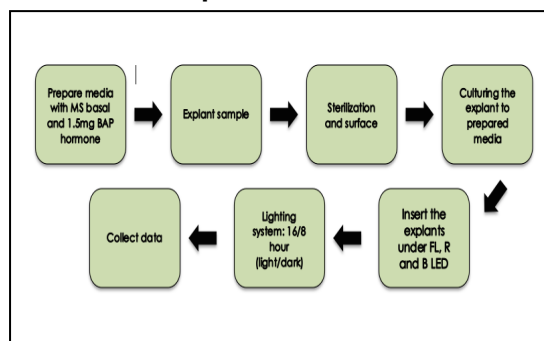 Prepare media
with MS basal
and 1.5mg BAP
hormone
Explant sample
Sterilization
and surface
Culturing the
explant to
prepared
media
Insert the
explants
under FL, R
and B LED
Lighting
system: 16/8
hour
(light/dark)
Collect data